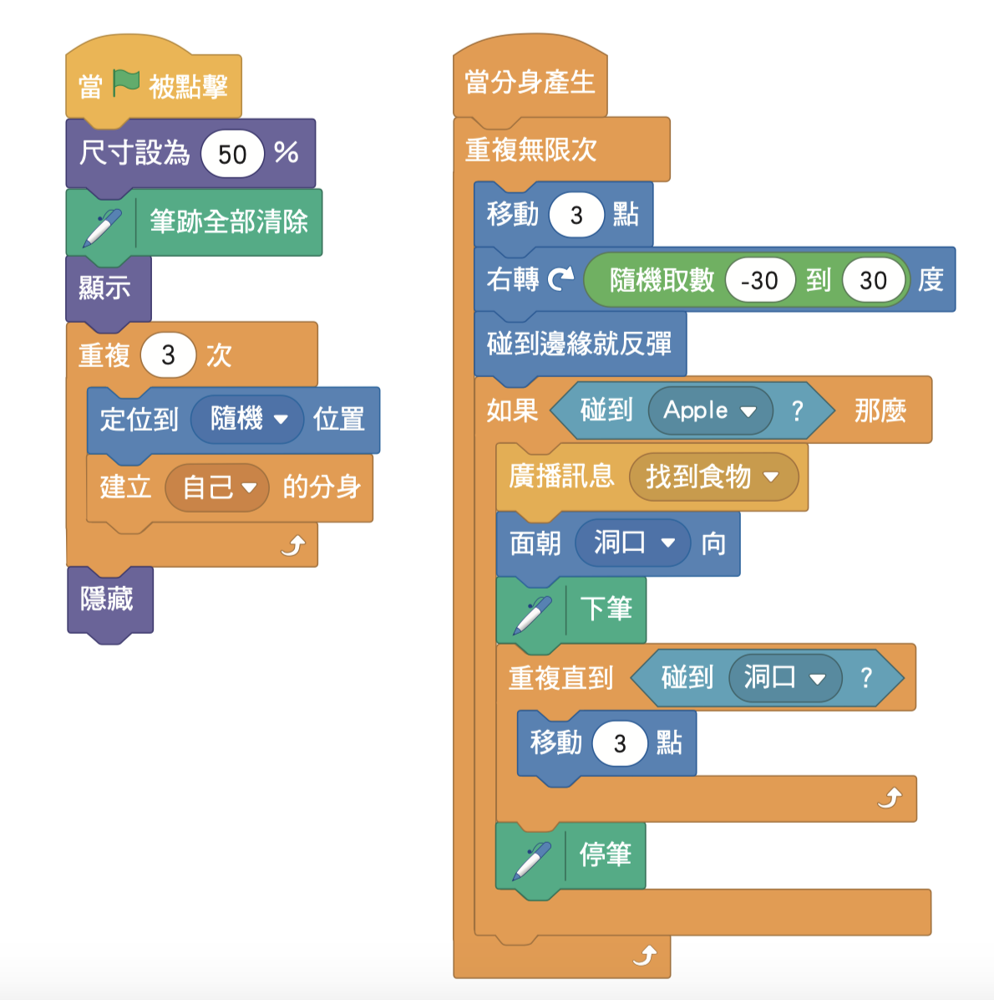 當 被點擊
尺寸設為 50 %
筆跡全部清除
顯示
重複 3 次
定位到 隨機 位置
建立 自己 的分身
隱藏
當分身產生
重複無限次
移動 3 點
右轉 隨機取數 -30 到 30 度
碰到邊緣就反彈
如果 碰到 Apple ? 那麼
廣播訊息 找到食物
面朝 洞口 向
下筆
重複直到 碰到 洞口 ?
移動 3 點
停筆